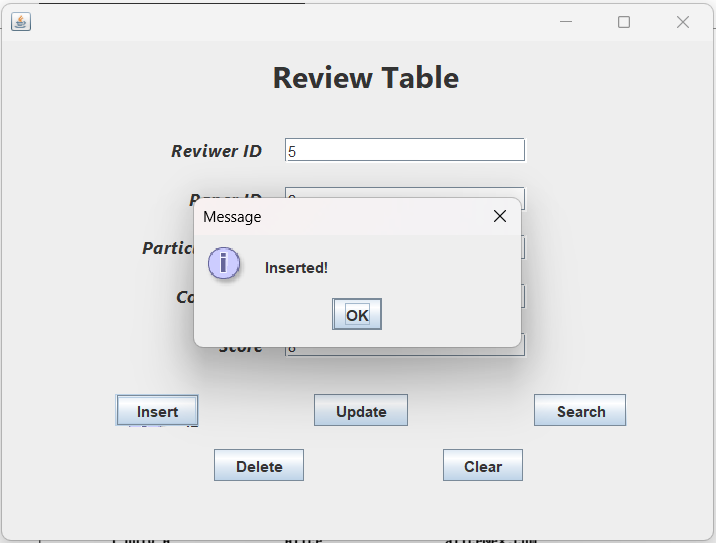 Review Table
Reviwer ID
5
Message
Inserted!
OK
Score
Insert
Update
Search
Delete
Clear